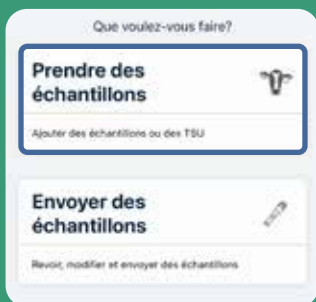 Que voulez-vous faire?
Prendre des
échantillons
Ajouter des échantillons ou des TSU
Envoyer des
échantillons
Revoir, modifier et envoyer des échantillons